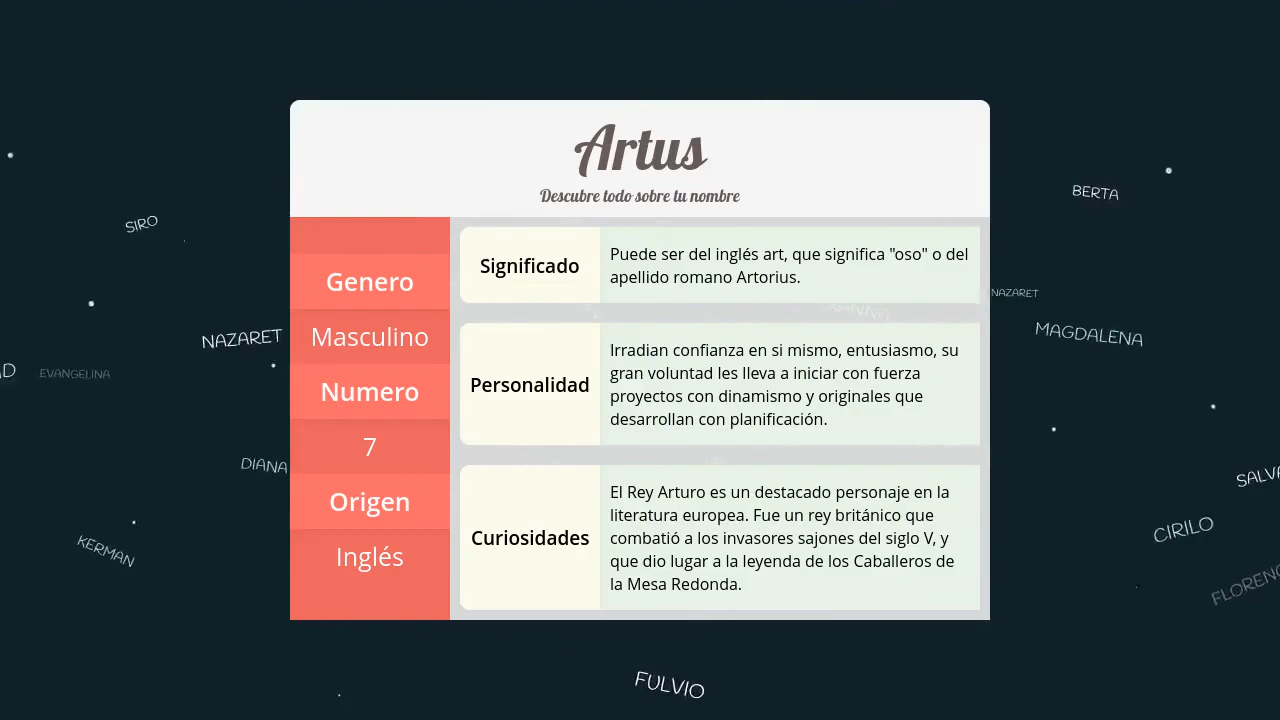 Artus
Descubre todo sobre tu nombre
Genero
Masculino
Numero
7
Origen
Inglés
Significado
Puede ser del inglés art, que significa "oso" o del
apellido romano Artorius.
Personalidad
Irradian confianza en si mismo, entusiasmo, su
gran voluntad les lleva a iniciar con fuerza
proyectos con dinamismo y originales que
desarrollan con planificación.
Curiosidades
El Rey Arturo es un destacado personaje en la
literatura europea. Fue un rey británico que
combatió a los invasores sajones del siglo V, y
que dio lugar a la leyenda de los Caballeros de
la Mesa Redonda.
SIRO
NAZARET
EVANGELINA
DIANA
KERMAN
BERTA
NAZARET
MAGDALENA
SALVA
CIRILO
FLORENC
FULVIO